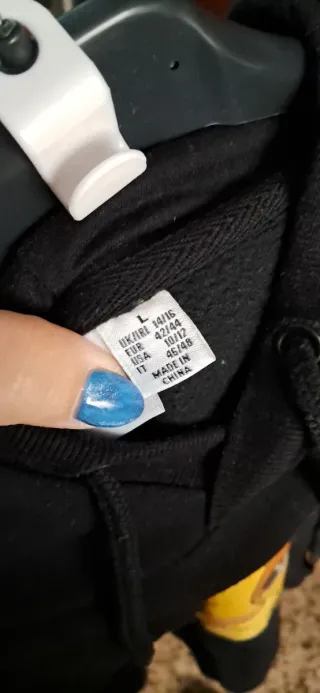 L
UK/IRL 14/16
EUR 42/44
USA 10/12
IT 46/48
MADE IN
CHINA